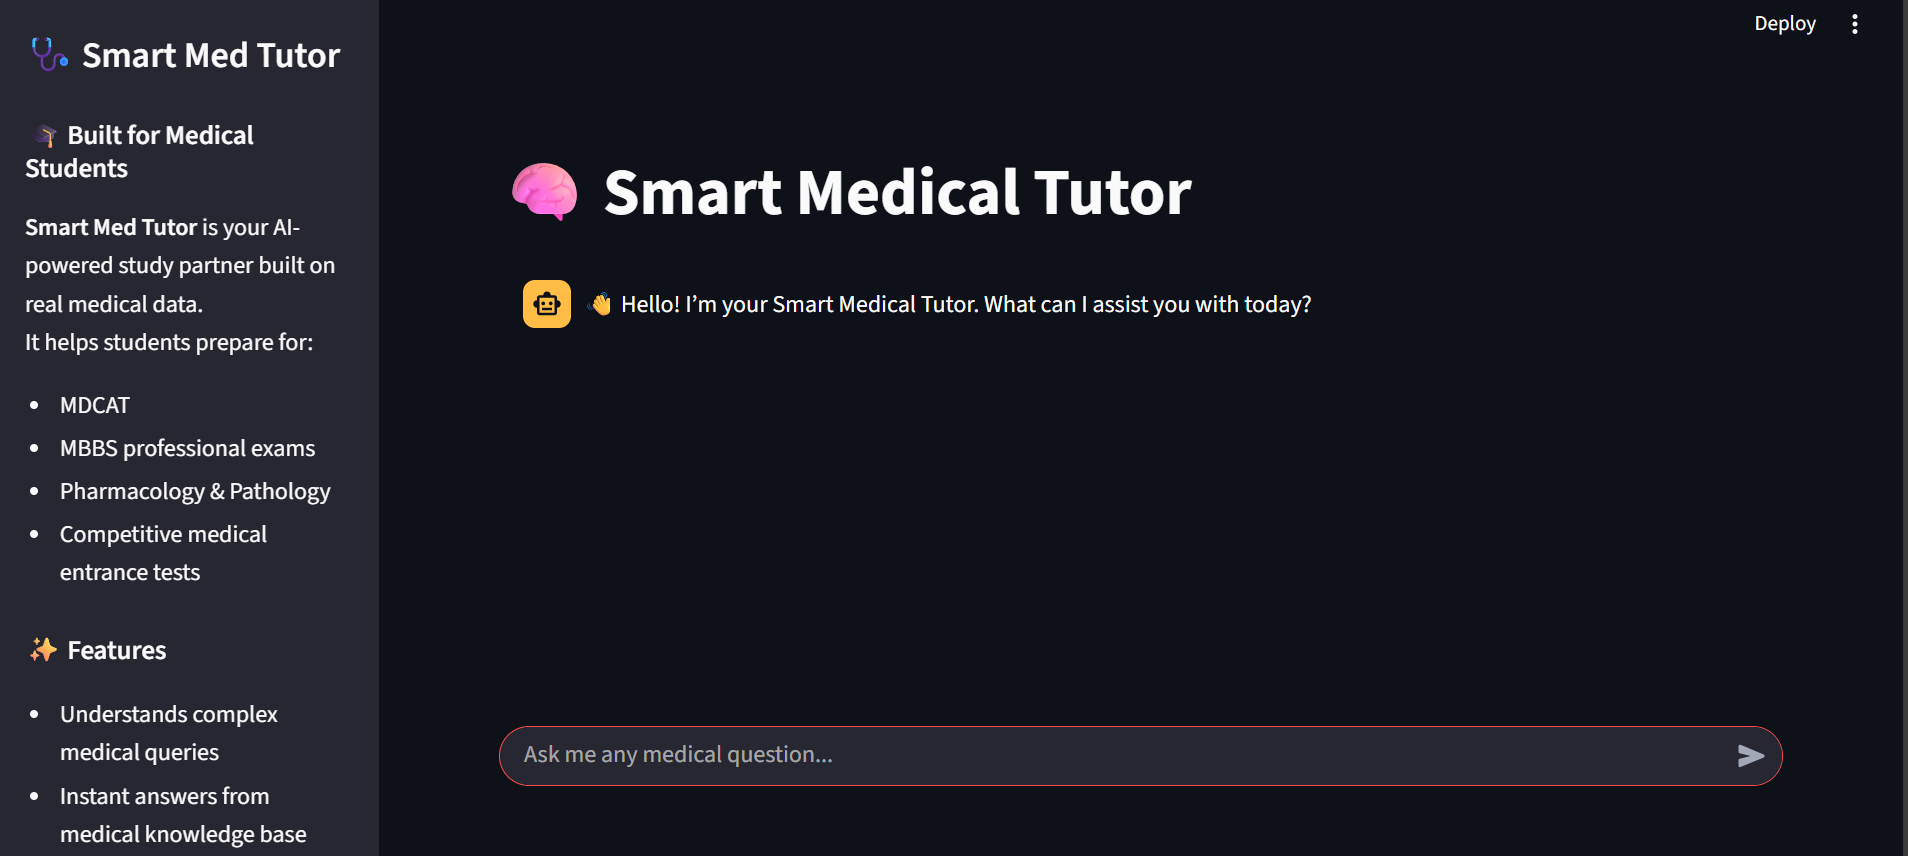 Deploy
🩺 Smart Med Tutor
🎓 Built for Medical
Students
Smart Med Tutor is your AI-
powered study partner built on
real medical data.
It helps students prepare for:
• MDCAT
• MBBS professional exams
• Pharmacology & Pathology
• Competitive medical
entrance tests
✨ Features
• Understands complex
medical queries
• Instant answers from
medical knowledge base
🧠 Smart Medical Tutor
👋 Hello! I’m your Smart Medical Tutor. What can I assist you with today?
Ask me any medical question...